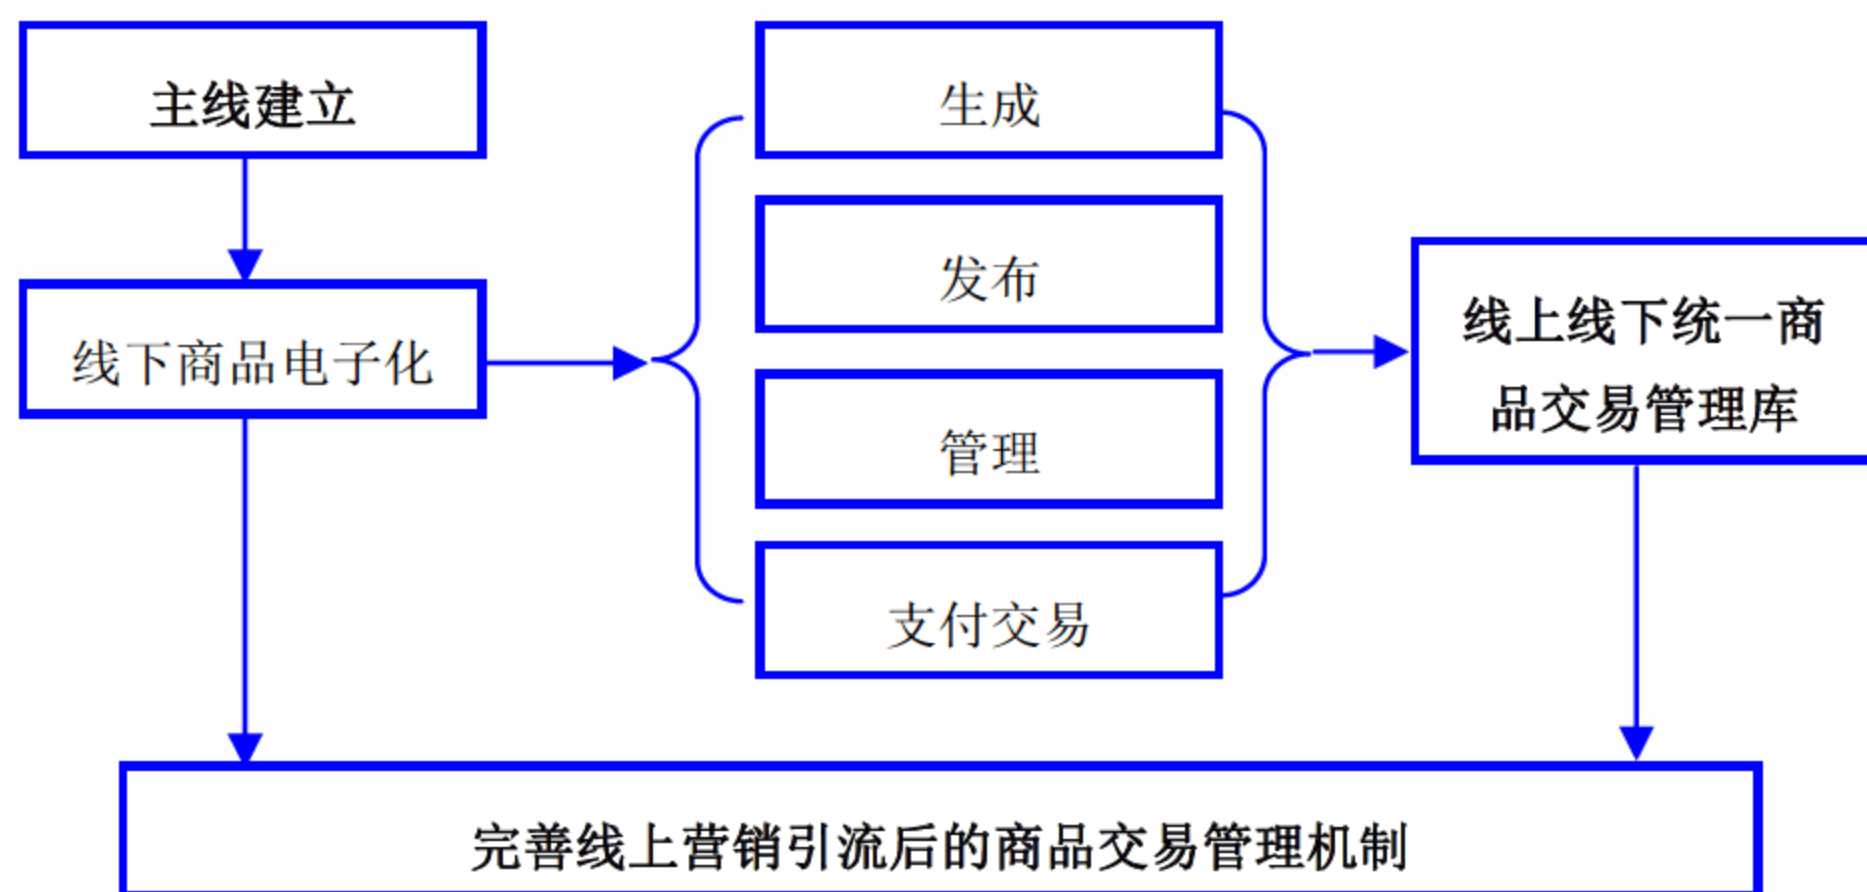 主线建立
线下商品电子化
生成
发布
管理
支付交易
线上线下统一商
品交易管理库
完善线上营销引流后的商品交易管理机制